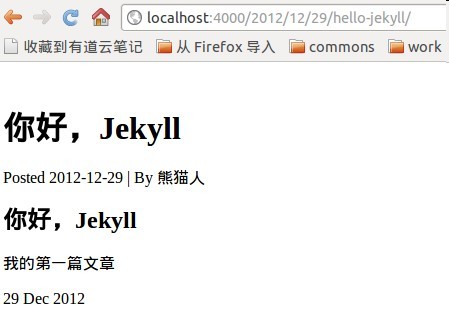 localhost:4000/2012/12/29/hello-jekyll/
收藏到有道云笔记 从 Firefox 导入 commons work
你好，Jekyll
Posted 2012-12-29 | By 熊猫人
你好，Jekyll
我的第一篇文章
29 Dec 2012